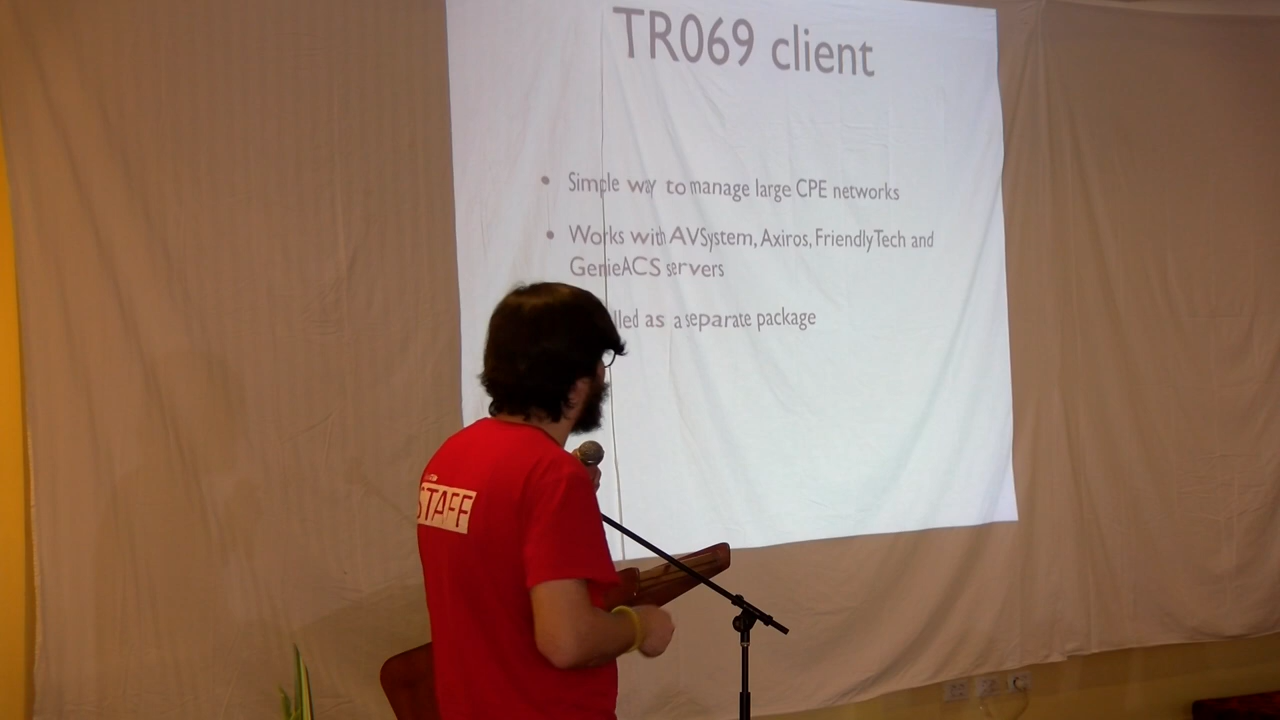 TR069 client
• Simple way to manage large CPE networks
• Works with AVSystem, Axiros, FriendlyTech and
GenieACS servers
lled as a separate package
STAFF